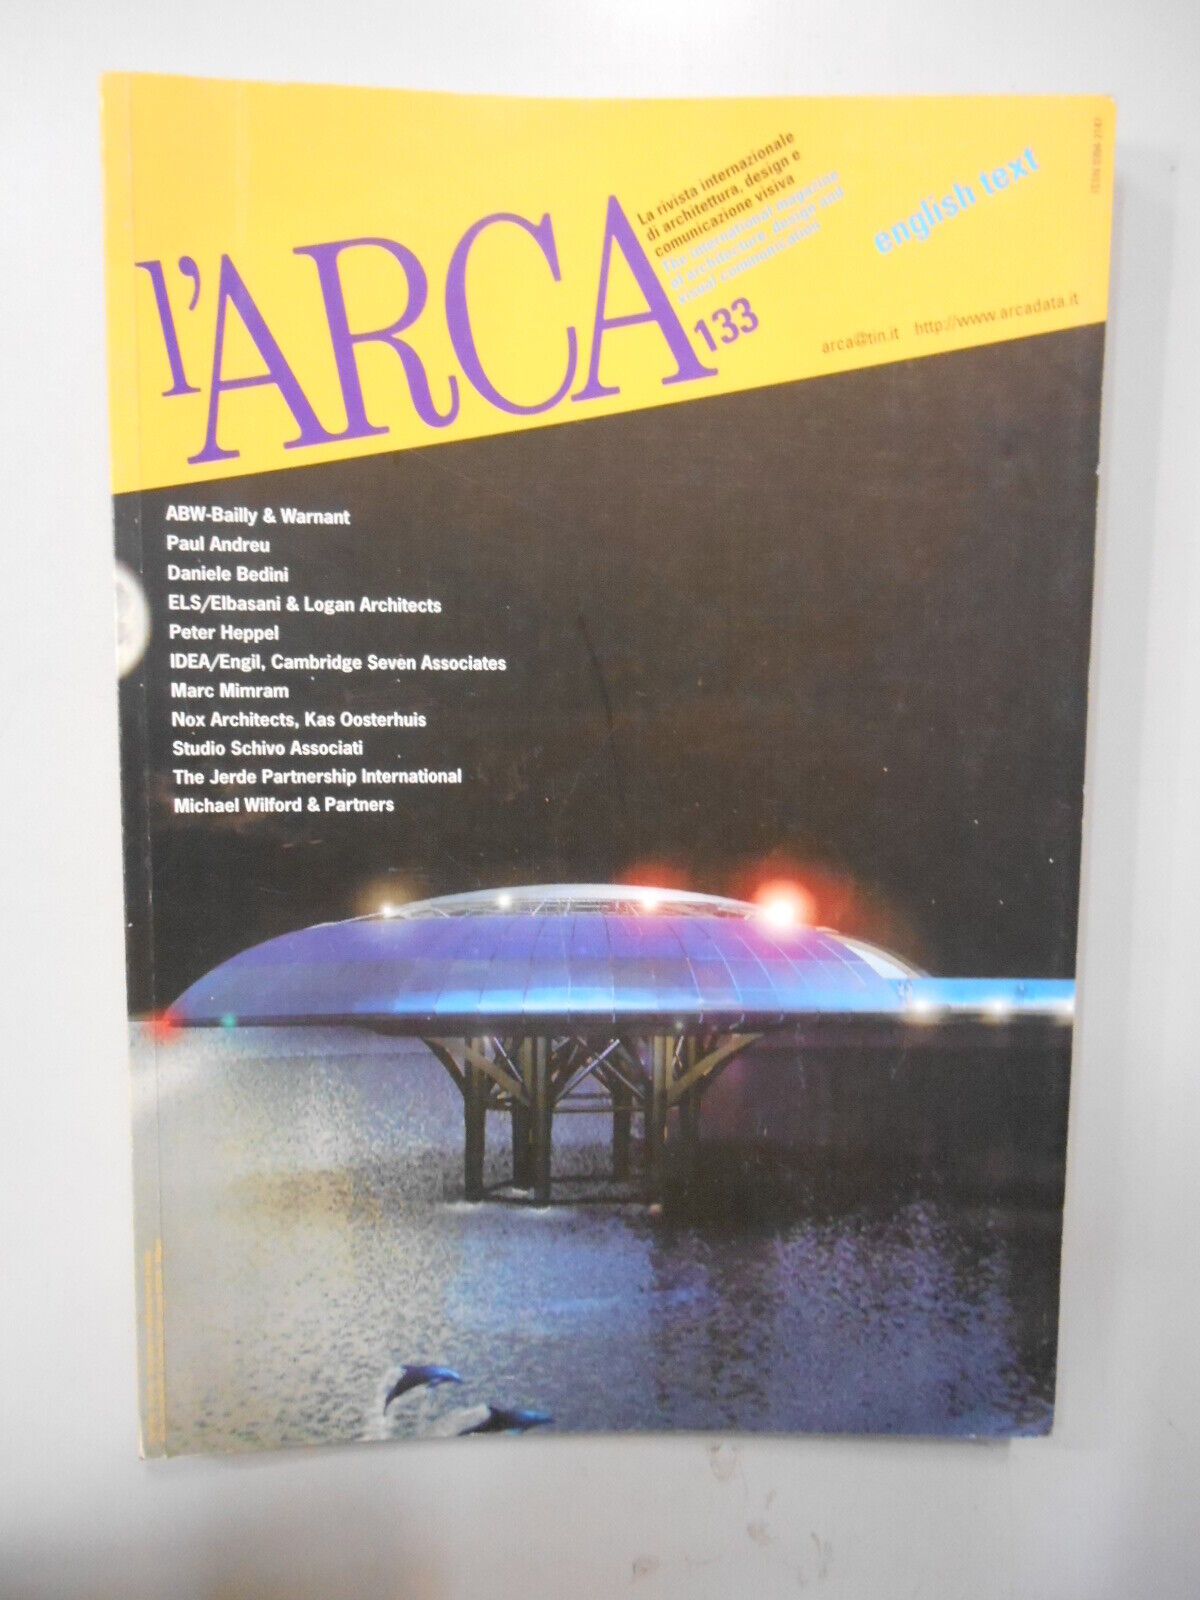 l'ARCA
La rivista internazionale
di architettura, design e
comunicazione visiva
The international magazine
of architecture, design and
visual communication
133
english text
arca@tin.it http://www.arcadata.it
ABW-Bailly & Warnant
Paul Andreu
Daniele Bedini
ELS/Elbasani & Logan Architects
Peter Heppel
IDEA/Engil, Cambridge Seven Associates
Marc Mimram
Nox Architects, Kas Oosterhuis
Studio Schivo Associati
The Jerde Partnership International
Michael Wilford & Partners